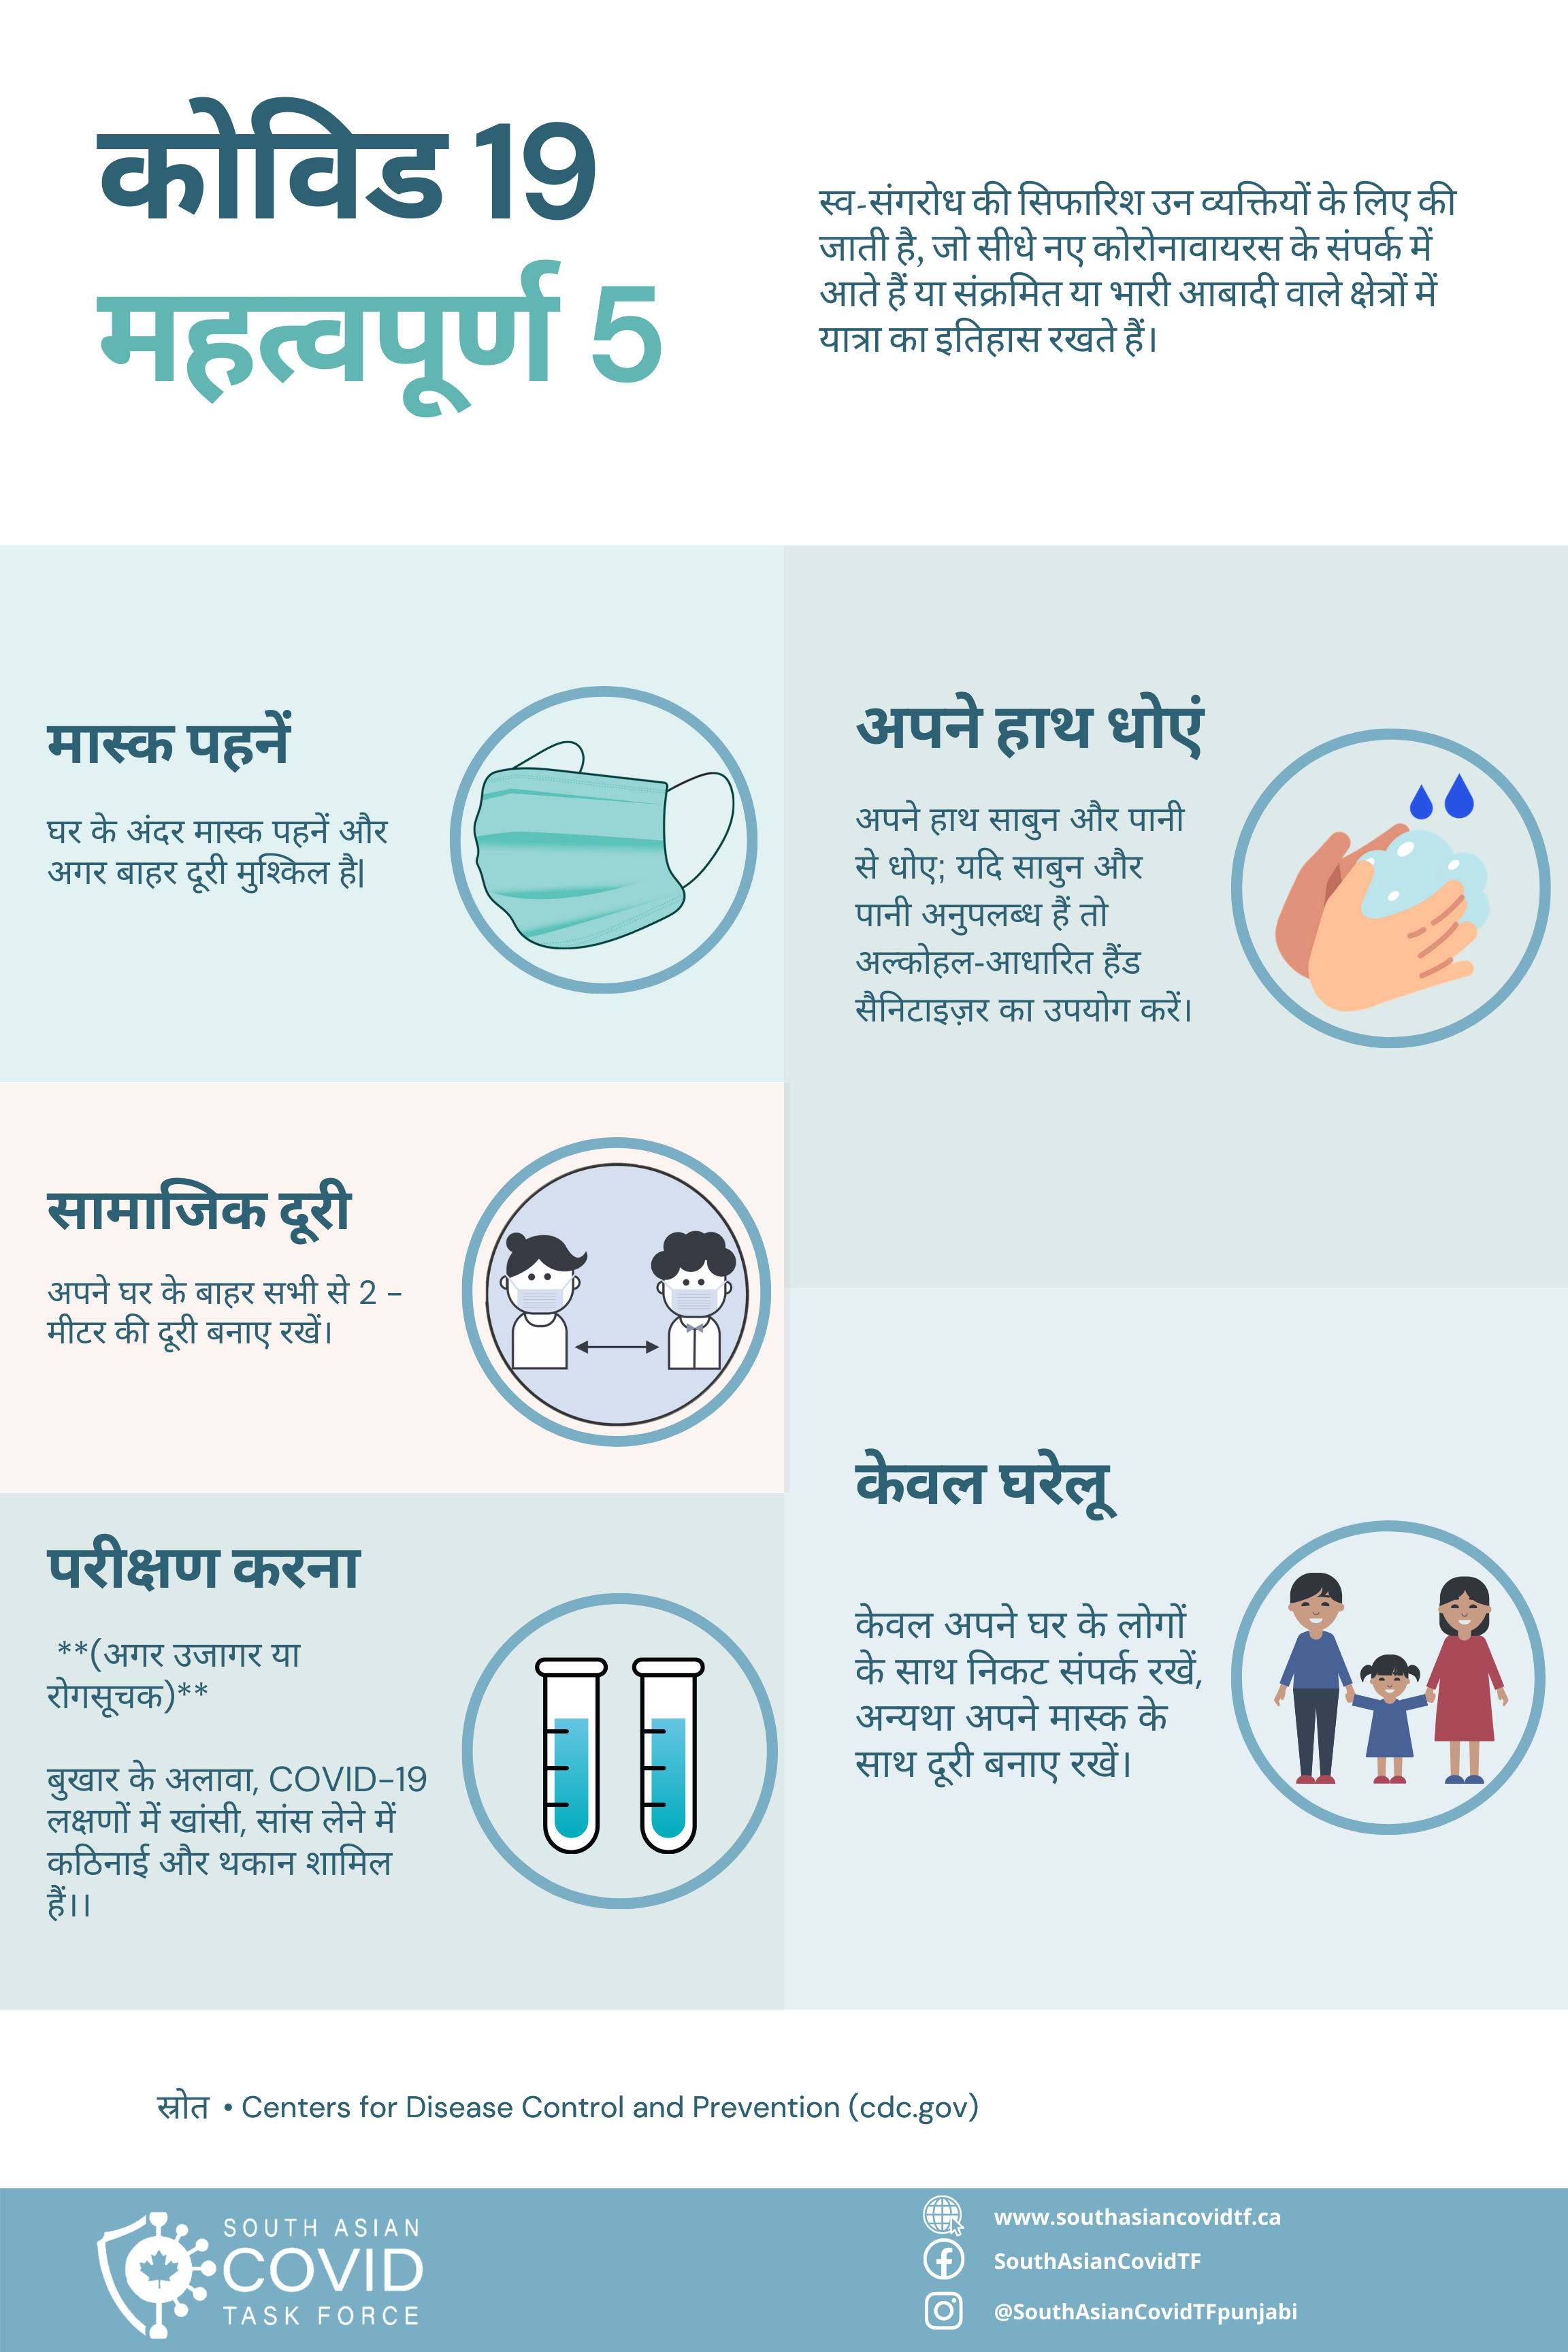 कोविड 19
महत्वपूर्ण 5
स्व-संगरोध की सिफारिश उन व्यक्तियों के लिए की
जाती है, जो सीधे नए कोरोनावायरस के संपर्क में
आते हैं या संक्रमित या भारी आबादी वाले क्षेत्रों में
यात्रा का इतिहास रखते हैं।
मास्क पहनें
घर के अंदर मास्क पहनें और
अगर बाहर दूरी मुश्किल है|
अपने हाथ धोएं
अपने हाथ साबुन और पानी
से धोए; यदि साबुन और
पानी अनुपलब्ध हैं तो
अल्कोहल-आधारित हैंड
सैनिटाइज़र का उपयोग करें।
सामाजिक दूरी
अपने घर के बाहर सभी से 2 -
मीटर की दूरी बनाए रखें।
केवल घरेलू
केवल अपने घर के लोगों
के साथ निकट संपर्क रखें,
अन्यथा अपने मास्क के
साथ दूरी बनाए रखें।
परीक्षण करना
**(अगर उजागर या
रोगसूचक)**
बुखार के अलावा, COVID-19
लक्षणों में खांसी, सांस लेने में
कठिनाई और थकान शामिल
हैं।।
स्रोत • Centers for Disease Control and Prevention (cdc.gov)
SOUTH ASIAN
COVID
TASK FORCE
www.southasiancovidtf.ca
SouthAsianCovidTF
@SouthAsianCovidTFpunjabi